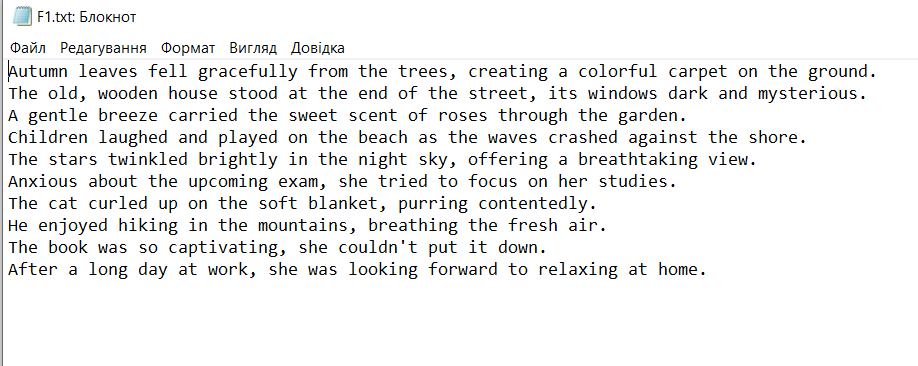 F1.txt: Блокнот
Файл Редагування Формат Вигляд Довідка
Autumn leaves fell gracefully from the trees, creating a colorful carpet on the ground.
The old, wooden house stood at the end of the street, its windows dark and mysterious.
A gentle breeze carried the sweet scent of roses through the garden.
Children laughed and played on the beach as the waves crashed against the shore.
The stars twinkled brightly in the night sky, offering a breathtaking view.
Anxious about the upcoming exam, she tried to focus on her studies.
The cat curled up on the soft blanket, purring contentedly.
He enjoyed hiking in the mountains, breathing the fresh air.
The book was so captivating, she couldn't put it down.
After a long day at work, she was looking forward to relaxing at home.